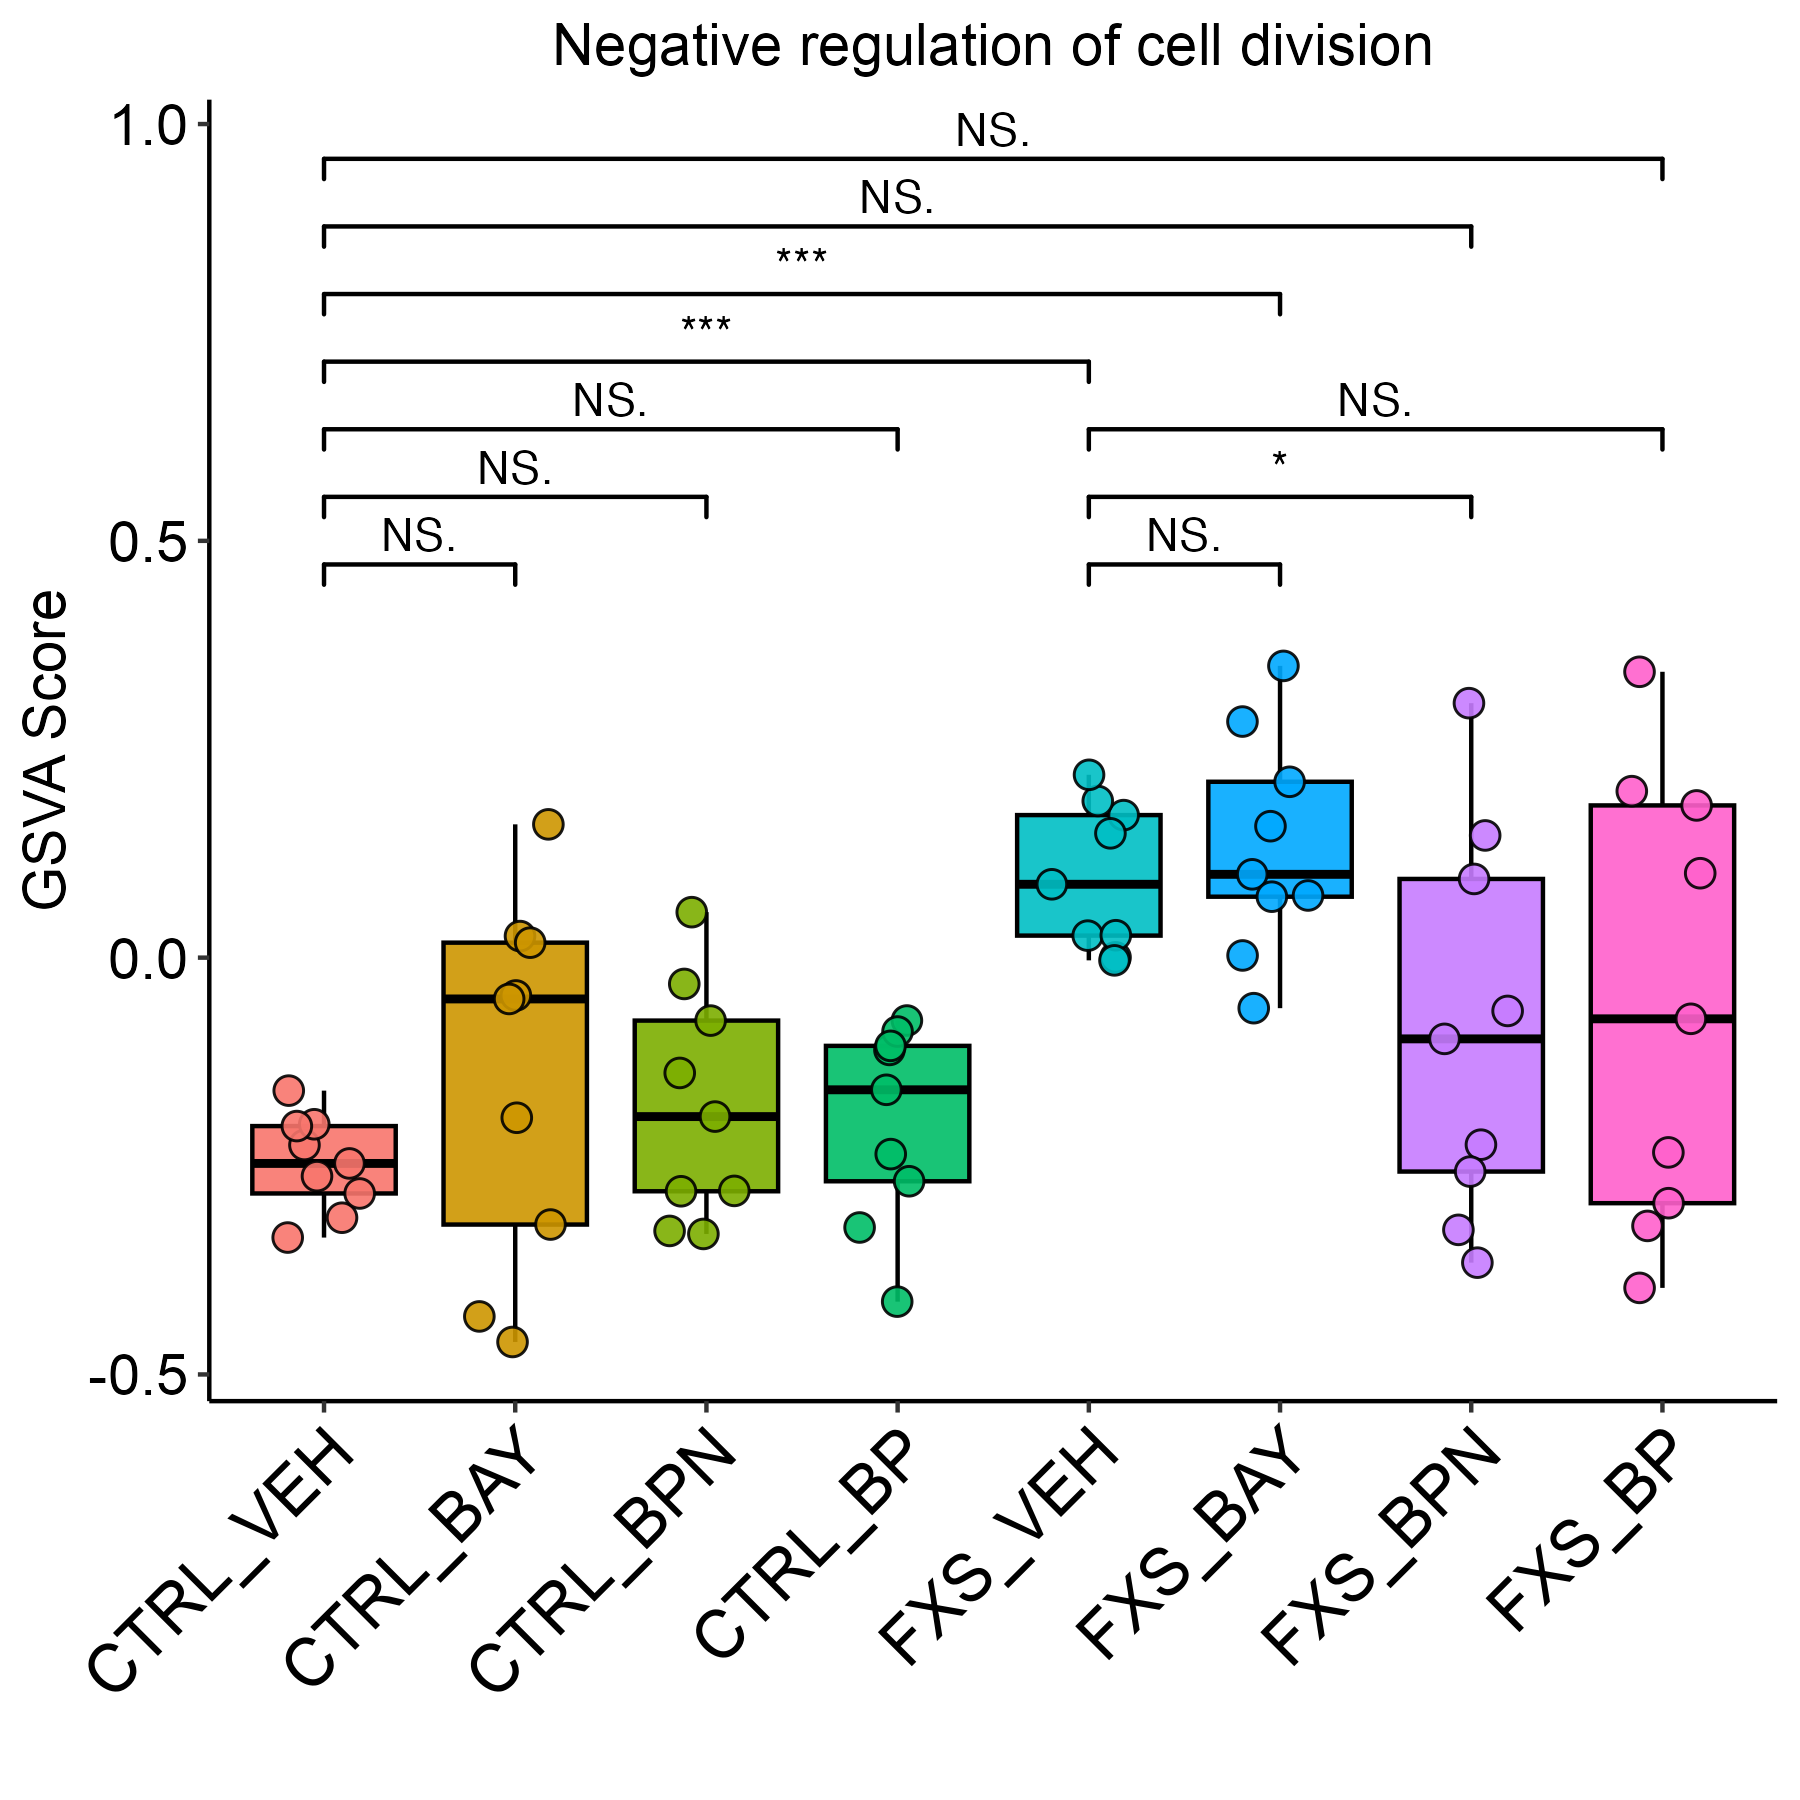 Negative regulation of cell division
1.0
NS.
NS.
***
***
NS.
NS.
NS.
*
NS.
0.5
NS.
GSVA Score
0.0
-0.5
CTRL_VEH
CTRL_BAY
CTRL_BPN
CTRL_BP
FXS_VEH
FXS_BAY
FXS_BPN
FXS_BP